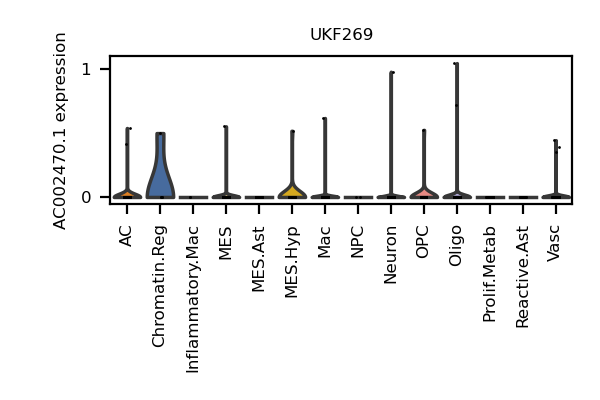 UKF269
AC002470.1 expression
1
0
AC
Chromatin.Reg
Inflammatory.Mac
MES
MES.Ast
MES.Hyp
Mac
NPC
Neuron
OPC
Oligo
Prolif.Metab
Reactive.Ast
Vasc